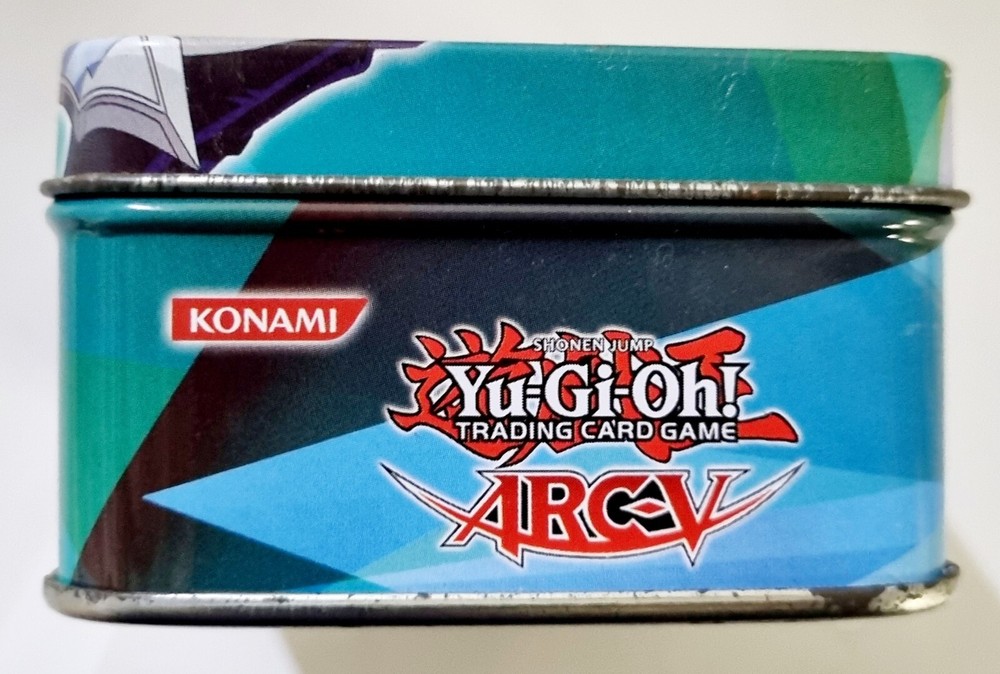 KONAMI
SHONEN JUMP
遊戯王
Yu-Gi-Oh!
TRADING CARD GAME
ARC-V